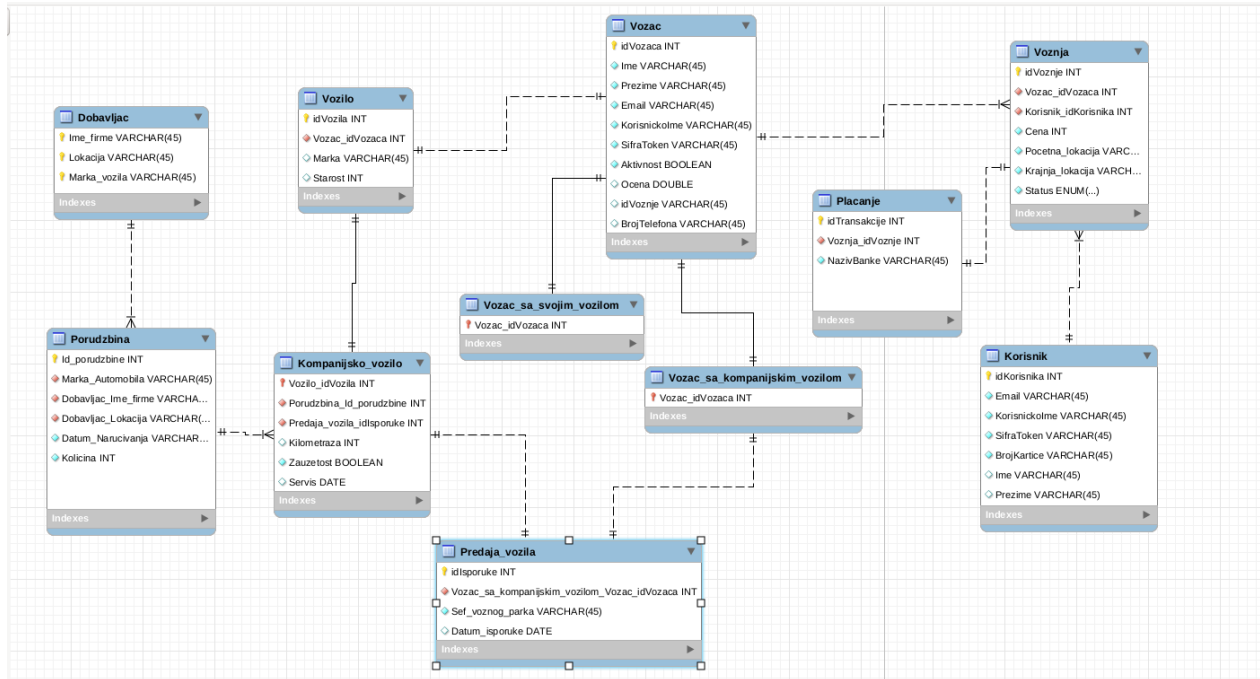 Vozac
idVozaca INT
Ime VARCHAR(45)
Prezime VARCHAR(45)
Email VARCHAR(45)
KorisnickoIme VARCHAR(45)
SifraToken VARCHAR(45)
Aktivnost BOOLEAN
Ocena DOUBLE
idVoznje INT
BrojTelefona VARCHAR(45)
Indexes
Voznja
idVoznje INT
Vozac_idVozaca INT
Korisnik_idKorisnika INT
Cena INT
Pocetna_lokacija VARC...
Krajnja_lokacija VARCH...
Status ENUM(...)
Indexes
Vozilo
idVozila INT
Vozac_idVozaca INT
Marka VARCHAR(45)
Starost INT
Indexes
Dobavljac
Ime_firme VARCHAR(45)
Lokacija VARCHAR(45)
Marka_vozila VARCHAR(45)
Indexes
Placanje
idTransakcije INT
Voznja_idVoznje INT
NazivBanke VARCHAR(45)
Indexes
Vozac_sa_svojim_vozilom
Vozac_idVozaca INT
Indexes
Porudzbina
Id_porudzbine INT
Marka_Automobila VARCHAR(45)
Dobavljac_Ime_firme VARCHA...
Dobavljac_Lokacija VARCHAR(...
Datum_Narucivanja VARCHAR...
Kolicina INT
Indexes
Kompanijsko_vozilo
Vozilo_idVozila INT
Porudzbina_Id_porudzbine INT
Predaja_vozila_idIsporuke INT
Kilometraza INT
Zauzetost BOOLEAN
Servis DATE
Indexes
Vozac_sa_kompanijskim_vozilom
Vozac_idVozaca INT
Indexes
Korisnik
idKorisnika INT
Email VARCHAR(45)
KorisnickoIme VARCHAR(45)
SifraToken VARCHAR(45)
BrojKartice VARCHAR(45)
Ime VARCHAR(45)
Prezime VARCHAR(45)
Indexes
Predaja_vozila
idIsporuke INT
Vozac_sa_kompanijskim_vozilom_Vozac_idVozaca INT
Sef_voznog_parka VARCHAR(45)
Datum_isporuke DATE
Indexes